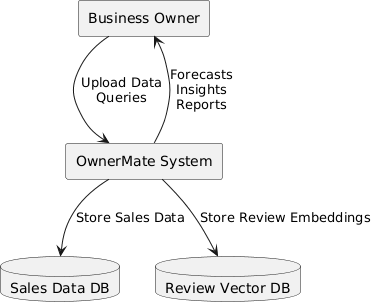 Business Owner
Upload Data
Queries
Forecasts
Insights
Reports
OwnerMate System
Store Sales Data
Store Review Embeddings
Sales Data DB
Review Vector DB